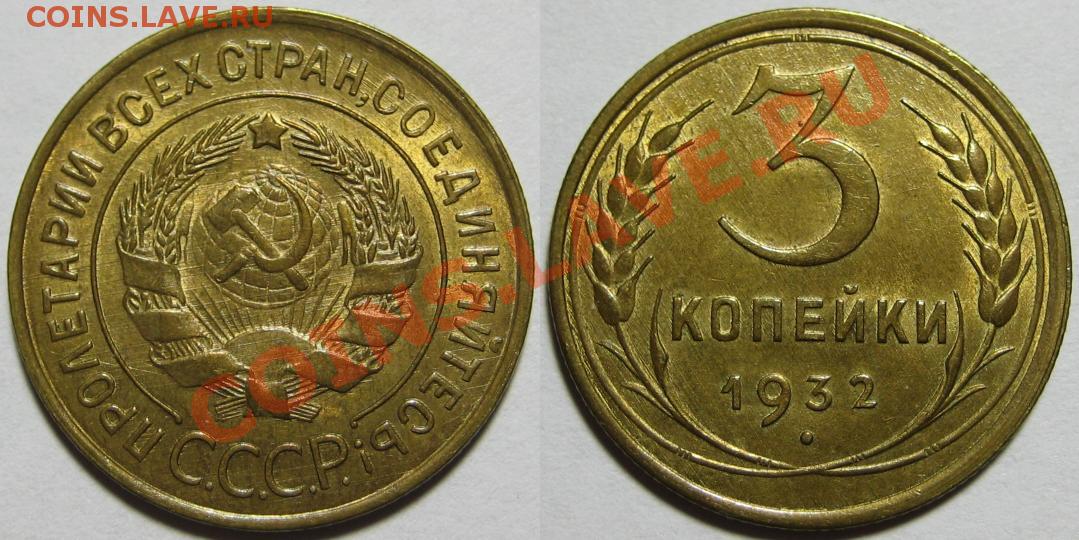 COINS.LAVE.RU
ПРОЛЕТАРИИ ВСЕХ СТРАН, СОЕДИНЯЙТЕСЬ!
С.С.С.Р.
3
КОПЕЙКИ
1932
COINS.LAVE.RU